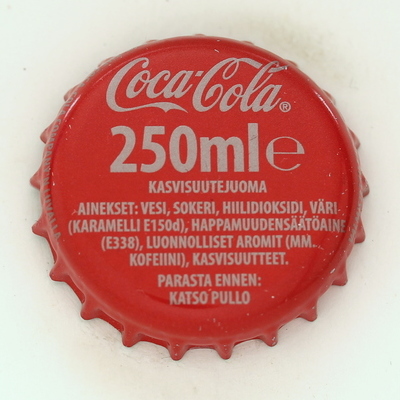 Coca-Cola®
250ml℮
KASVISUUTEJUOMA
AINEKSET: VESI, SOKERI, HIILIDIOKSIDI, VÄRI-
(KARAMELLI E150d), HAPPAMUUDENSÄÄTÖAINE
(E338), LUONNOLLISET AROMIT (MM.
KOFEIINI), KASVISUUTTEET.
PARASTA ENNEN:
KATSO PULLO